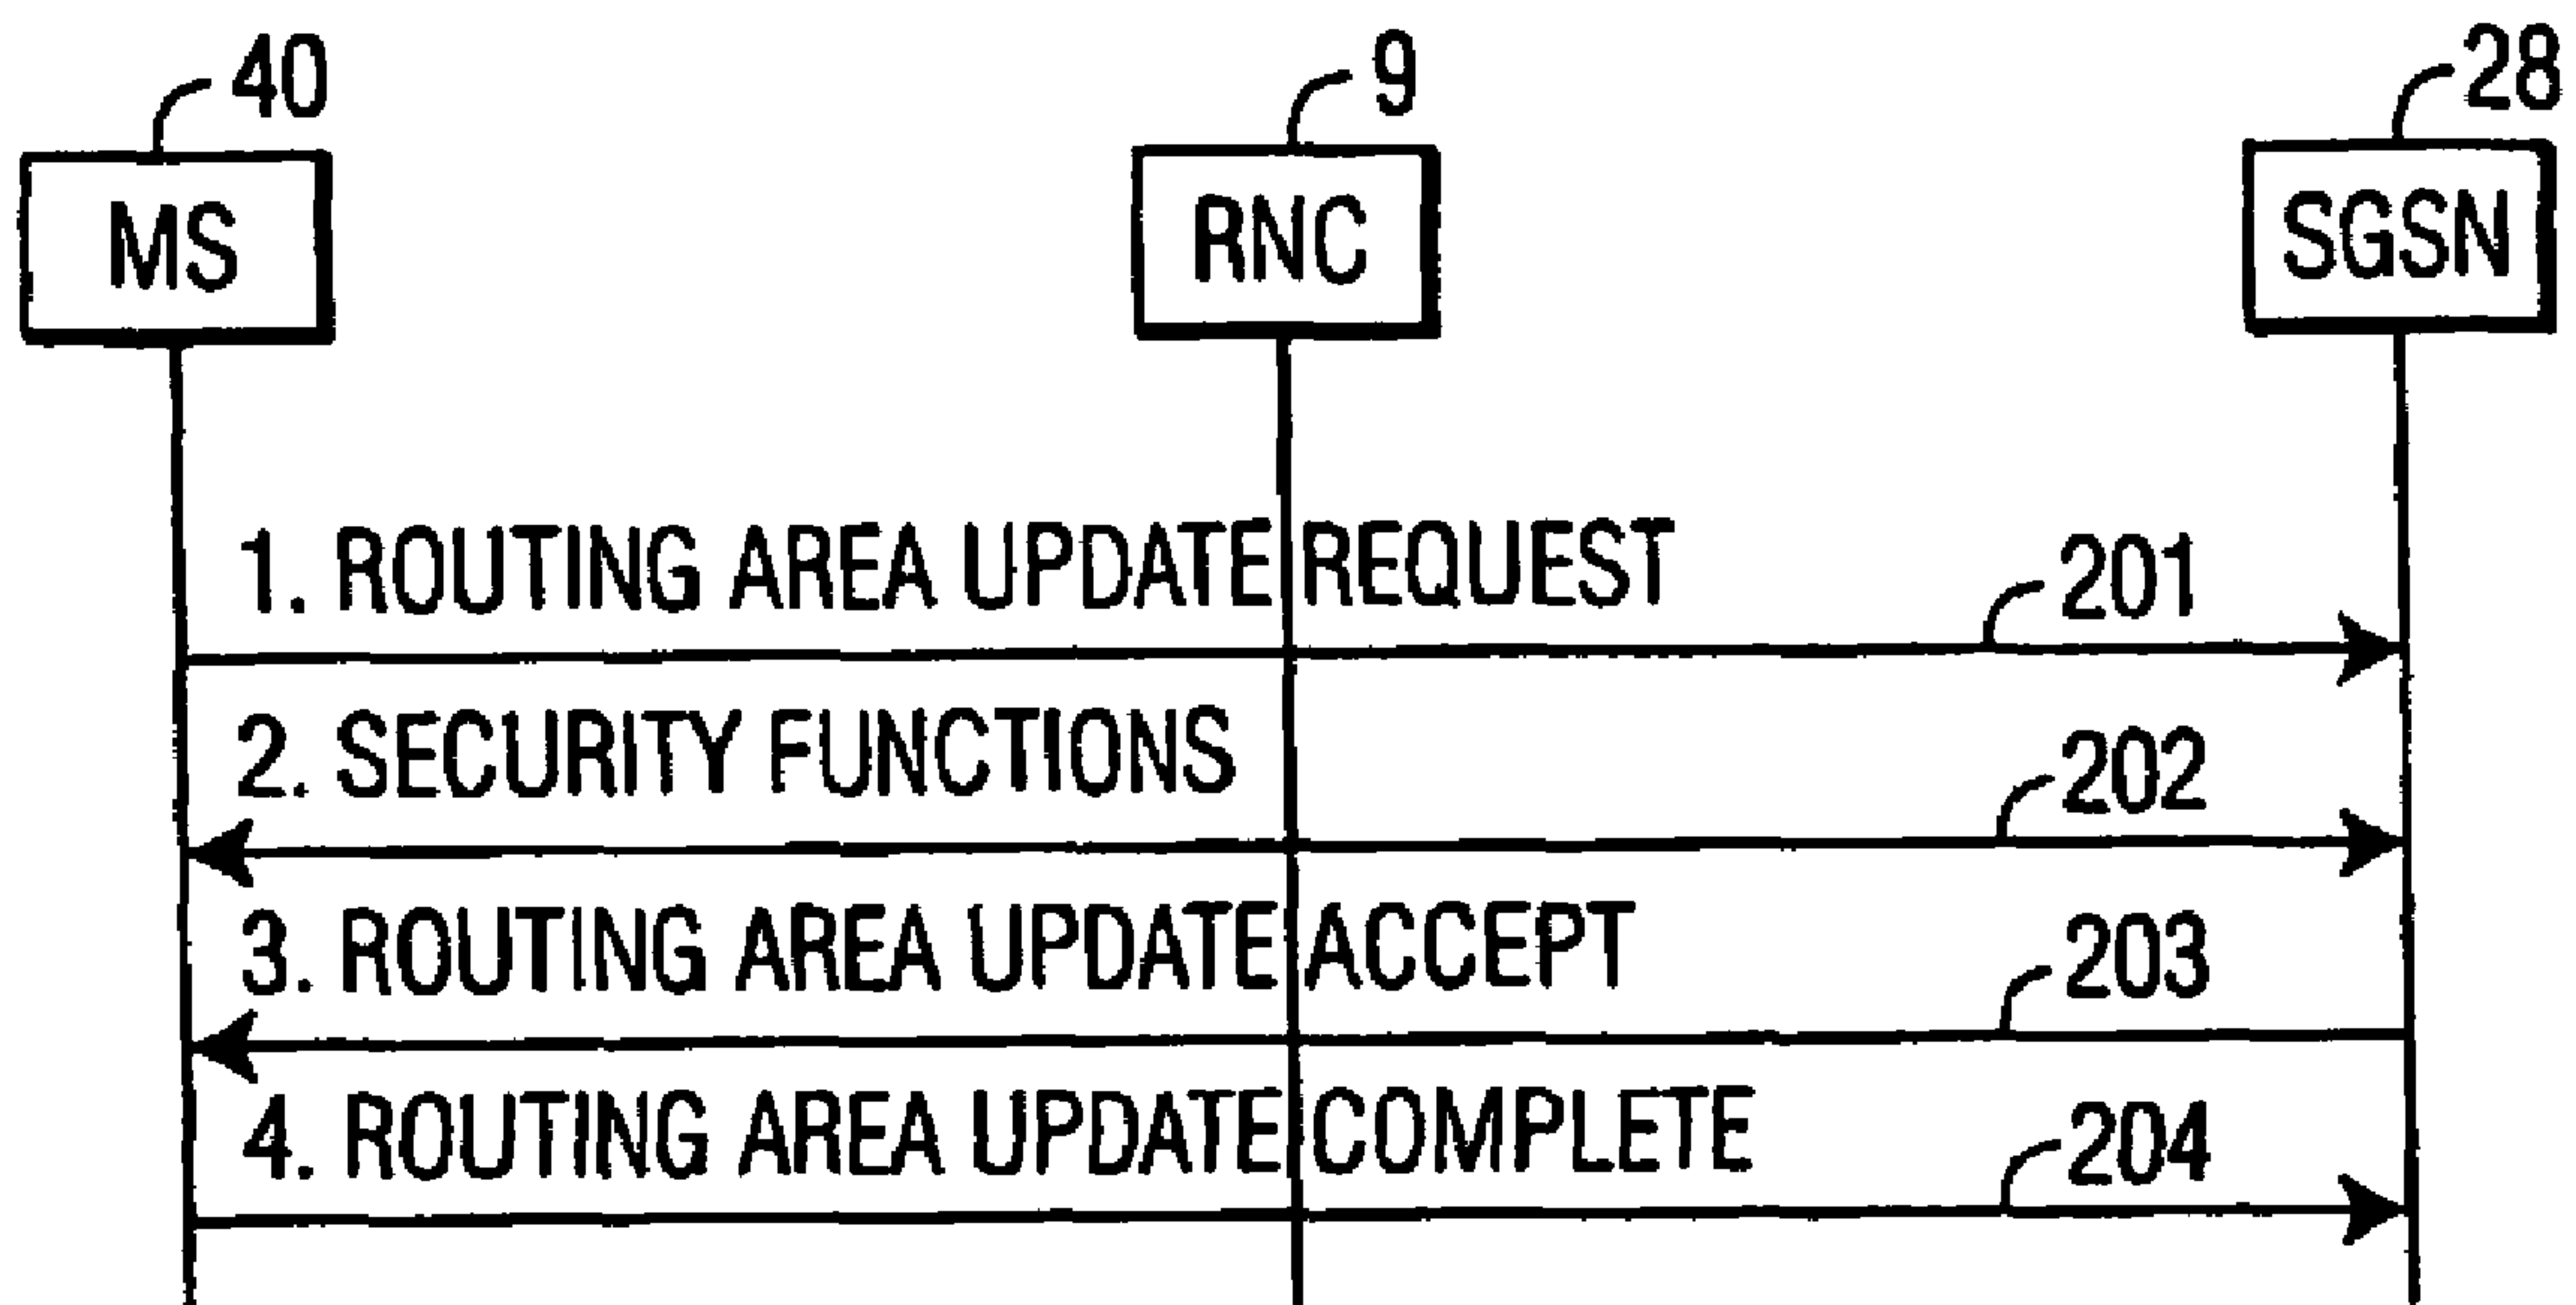 40
9
28
MS
RNC
SGSN
1. ROUTING AREA UPDATE REQUEST
201
2. SECURITY FUNCTIONS
202
3. ROUTING AREA UPDATE ACCEPT
203
4. ROUTING AREA UPDATE COMPLETE
204